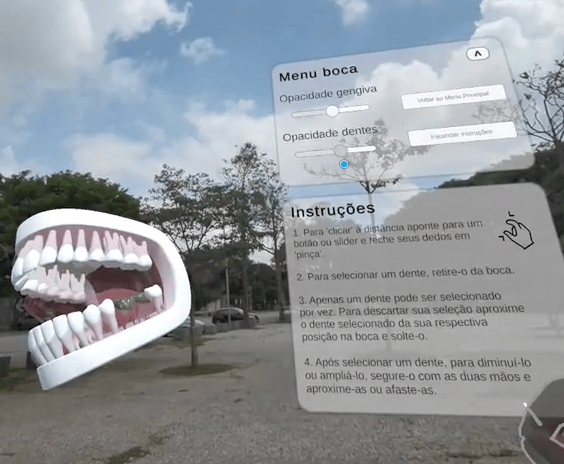 Menu boca
Opacidade gengiva
Voltar ao Menu Principal
Opacidade dentes
Esconder instruções
Instruções
1. Para 'clicar' à distância aponte para um
botão ou slider e feche seus dedos em
'pinça'.
2. Para selecionar um dente, retire-o da boca.
3. Apenas um dente pode ser selecionado
por vez. Para descartar sua seleção aproxime
o dente selecionado da sua respectiva
posição na boca e solte-o.
4. Após selecionar um dente, para diminuí-lo
ou ampliá-lo, segure-o com as duas mãos e
aproxime-as ou afaste-as.